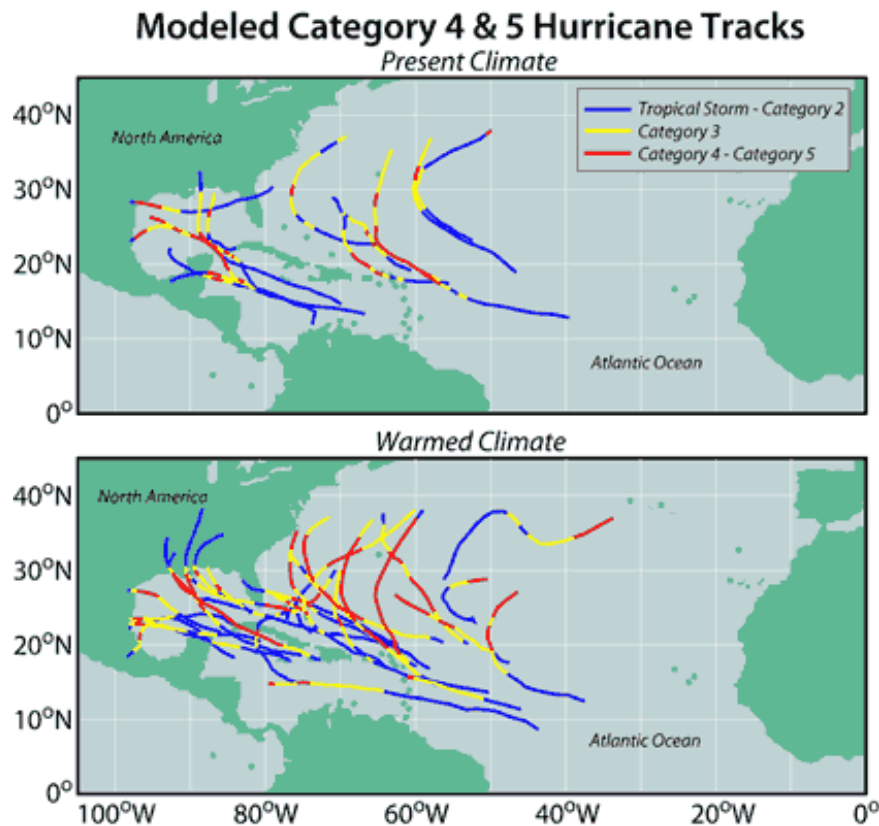 Modeled Category 4 & 5 Hurricane Tracks
Present Climate
40°N
30°N
20°N
10°N
0°
North America
Tropical Storm - Category 2
Category 3
Category 4 - Category 5
Atlantic Ocean
Warmed Climate
40°N
30°N
20°N
10°N
0°
North America
Atlantic Ocean
100°W 80°W 60°W 40°W 20°W 0°